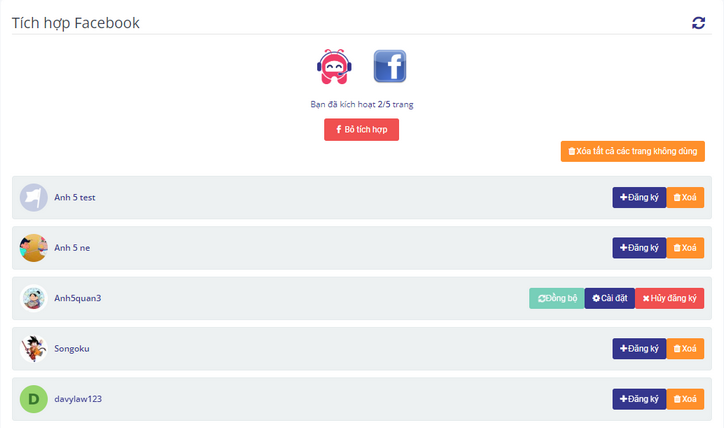 Tích hợp Facebook
Bạn đã kích hoạt 2/5 trang
Bỏ tích hợp
Xóa tất cả các trang không dùng
Anh 5 test
Đăng ký
Xoá
Anh 5 ne
Đăng ký
Xoá
Anh5quan3
Đồng bộ
Cài đặt
Hủy đăng ký
Songoku
Đăng ký
Xoá
D
davylaw123
Đăng ký
Xoá